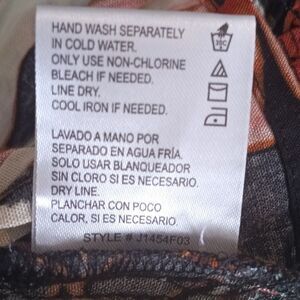 HAND WASH SEPARATELY
IN COLD WATER.
ONLY USE NON-CHLORINE
BLEACH IF NEEDED.
LINE DRY.
COOL IRON IF NEEDED.
LAVADO A MANO POR
SEPARADO EN AGUA FRÍA.
SOLO USAR BLANQUEADOR
SIN CLORO SI ES NECESARIO.
DRY LINE.
PLANCHAR CON POCO
CALOR, SI ES NECESARIO.
STYLE # J1454F03